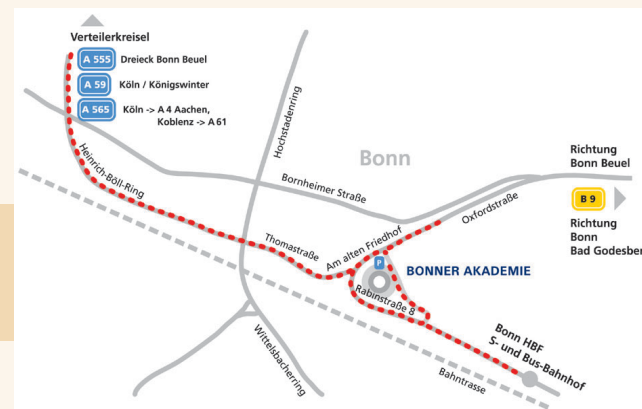 Verteilerkreisel
A 555 Dreieck Bonn Beuel
A 59 Köln / Königswinter
A 565 Köln -> A 4 Aachen,
Koblenz -> A 61
Hochstadenring
Bonn
Richtung
Bonn Beuel
B 9
Richtung
Bonn
Bad Godesber
Heinrich-Böll-Ring
Bornheimer Straße
Oxfordstraße
Thomastraße
Am alten Friedhof
P
BONNER AKADEMIE
Rabinstraße 8
Wittelsbacherring
Bahntrasse
Bonn HBF
S- und Bus-Bahnhof